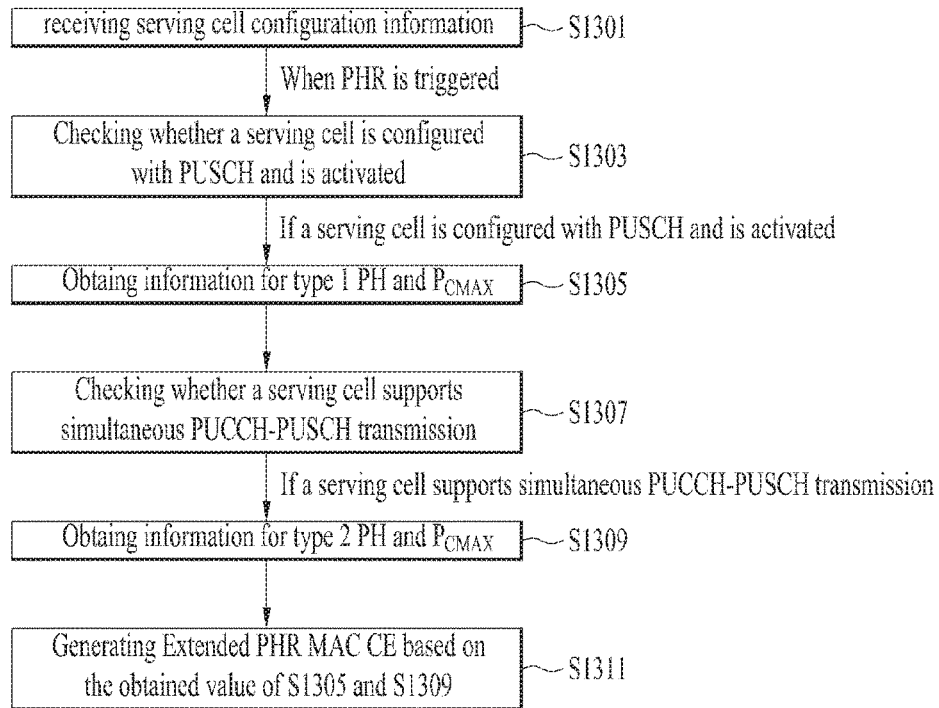 receiving serving cell configuration information
S1301
When PHR is triggered
Checking whether a serving cell is configured
with PUSCH and is activated
S1303
If a serving cell is configured with PUSCH and is activated
Obtaing information for type 1 PH and PCMAX
S1305
Checking whether a serving cell supports
simultaneous PUCCH-PUSCH transmission
S1307
If a serving cell supports simultaneous PUCCH-PUSCH transmission
Obtaing information for type 2 PH and PCMAX
S1309
Generating Extended PHR MAC CE based on
the obtained value of S1305 and S1309
S1311